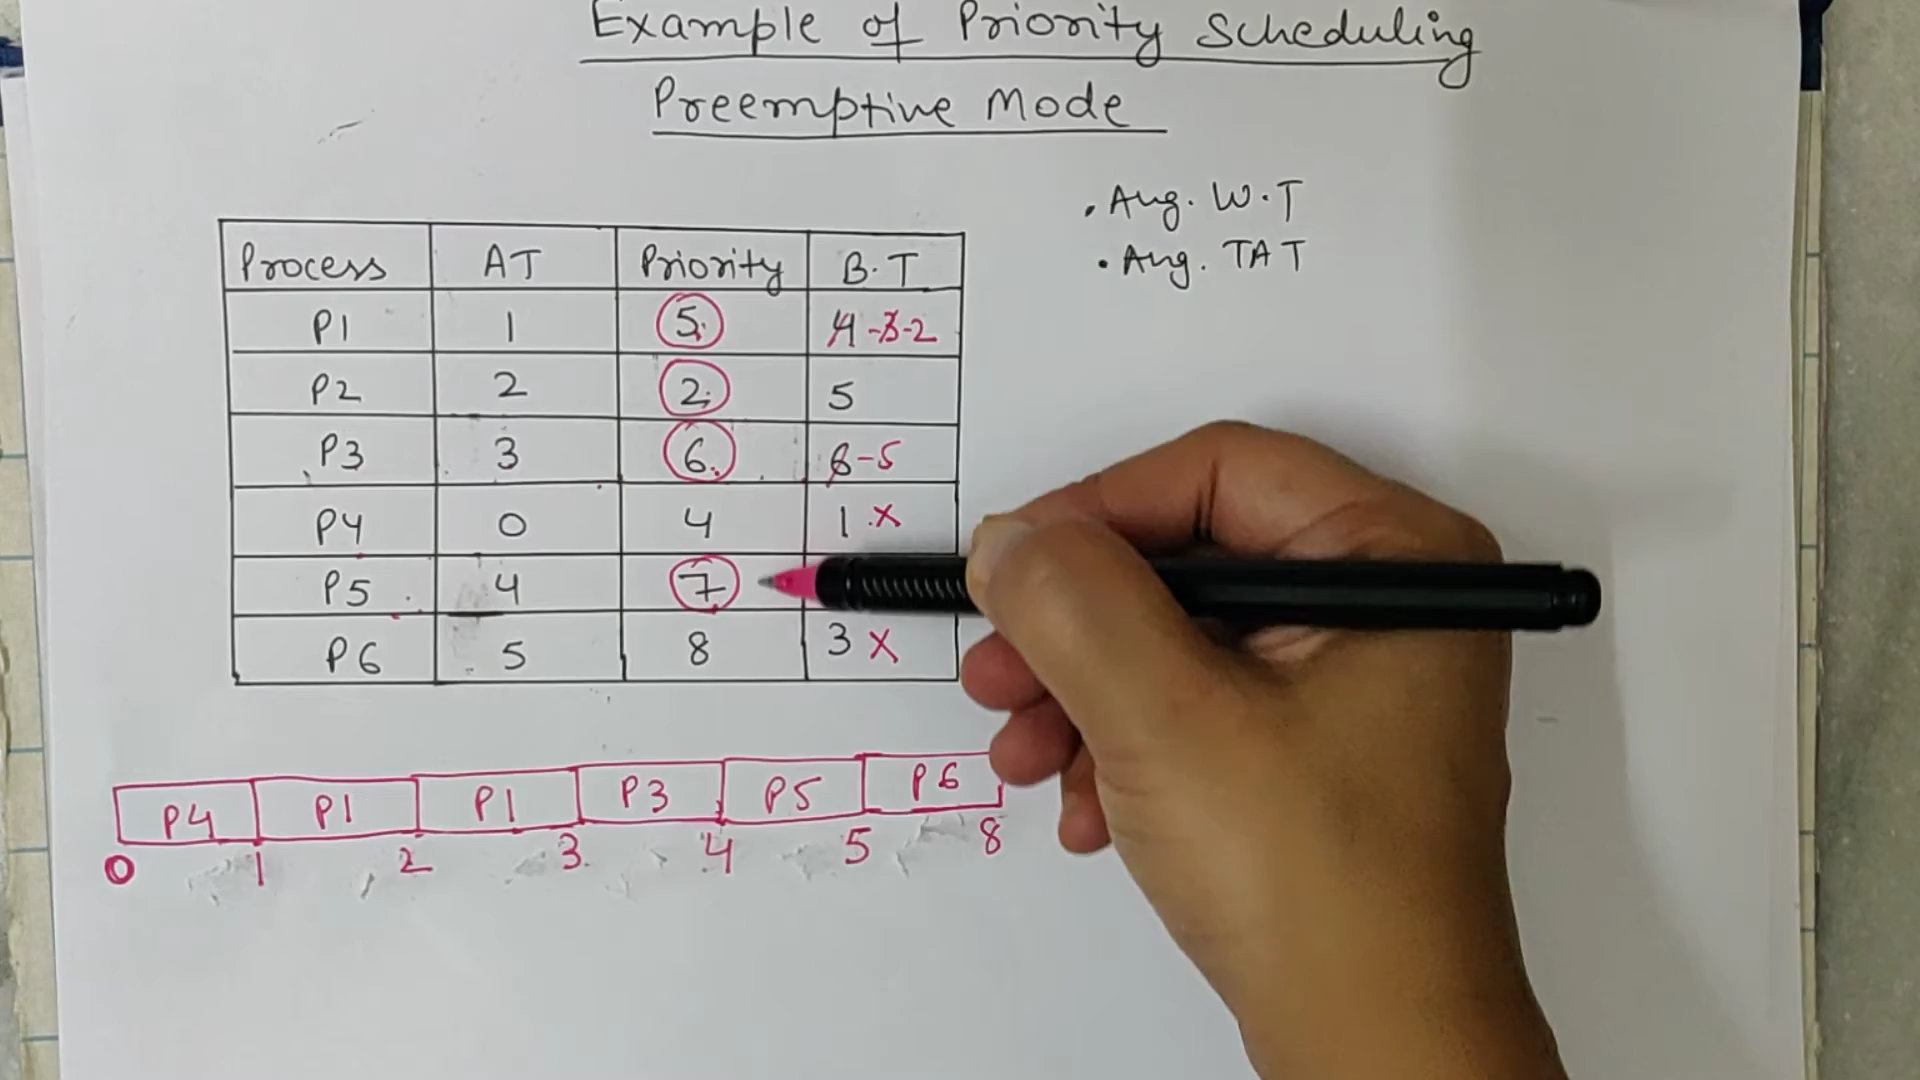 Example of Priority Scheduling
Preemptive Mode
. Avg. W.T
. Avg. TAT
Process AT Priority B.T
P1 1 5 4-3-2
P2 2 2 5
P3 3 6 6-5
P4 0 4 1 x
P5 4 7
P6 5 8 3 x
P4 P1 P1 P3 P5 P6
0 1 2 3 4 5 8